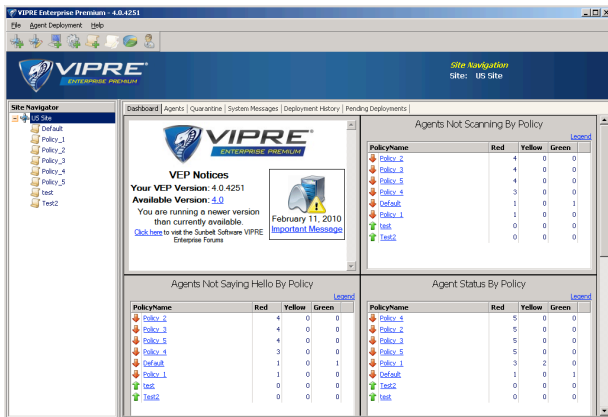 VIPRE Enterprise Premium - 4.0.4251
File Agent Deployment Help
VIPRE
ENTERPRISE PREMIUM
Site Navigation
Site: US Site
Site Navigator
US Site
Default
Policy_1
Policy_2
Policy_3
Policy_4
Policy_5
test
Test2
Dashboard Agents Quarantine System Messages Deployment History Pending Deployments
VIPRE
ENTERPRISE PREMIUM
VEP Notices
Your VEP Version: 4.0.4251
Available Version: 4.0
You are running a newer version
than currently available.
Click here to visit the Sunbelt Software VIPRE
Enterprise Forums
February 11, 2010
Important Message
Agents Not Scanning By Policy
Legend
PolicyName Red Yellow Green
Policy_2 4 0 0
Policy_3 4 0 0
Policy_5 4 0 0
Policy_4 3 0 0
Default 1 0 1
Policy_1 1 0 0
test 0 0 0
Test2 0 0 0
Agents Not Saying Hello By Policy
Legend
PolicyName Red Yellow Green
Policy_2 4 0 0
Policy_3 4 0 0
Policy_5 4 0 0
Policy_4 3 0 0
Default 1 0 1
Policy_1 1 0 0
test 0 0 0
Test2 0 0 0
Agent Status By Policy
Legend
PolicyName Red Yellow Green
Policy_4 5 0 0
Policy_2 5 0 0
Policy_3 5 0 0
Policy_5 5 0 0
Policy_1 3 2 0
Default 1 0 1
Test2 0 0 0
test 0 0 0